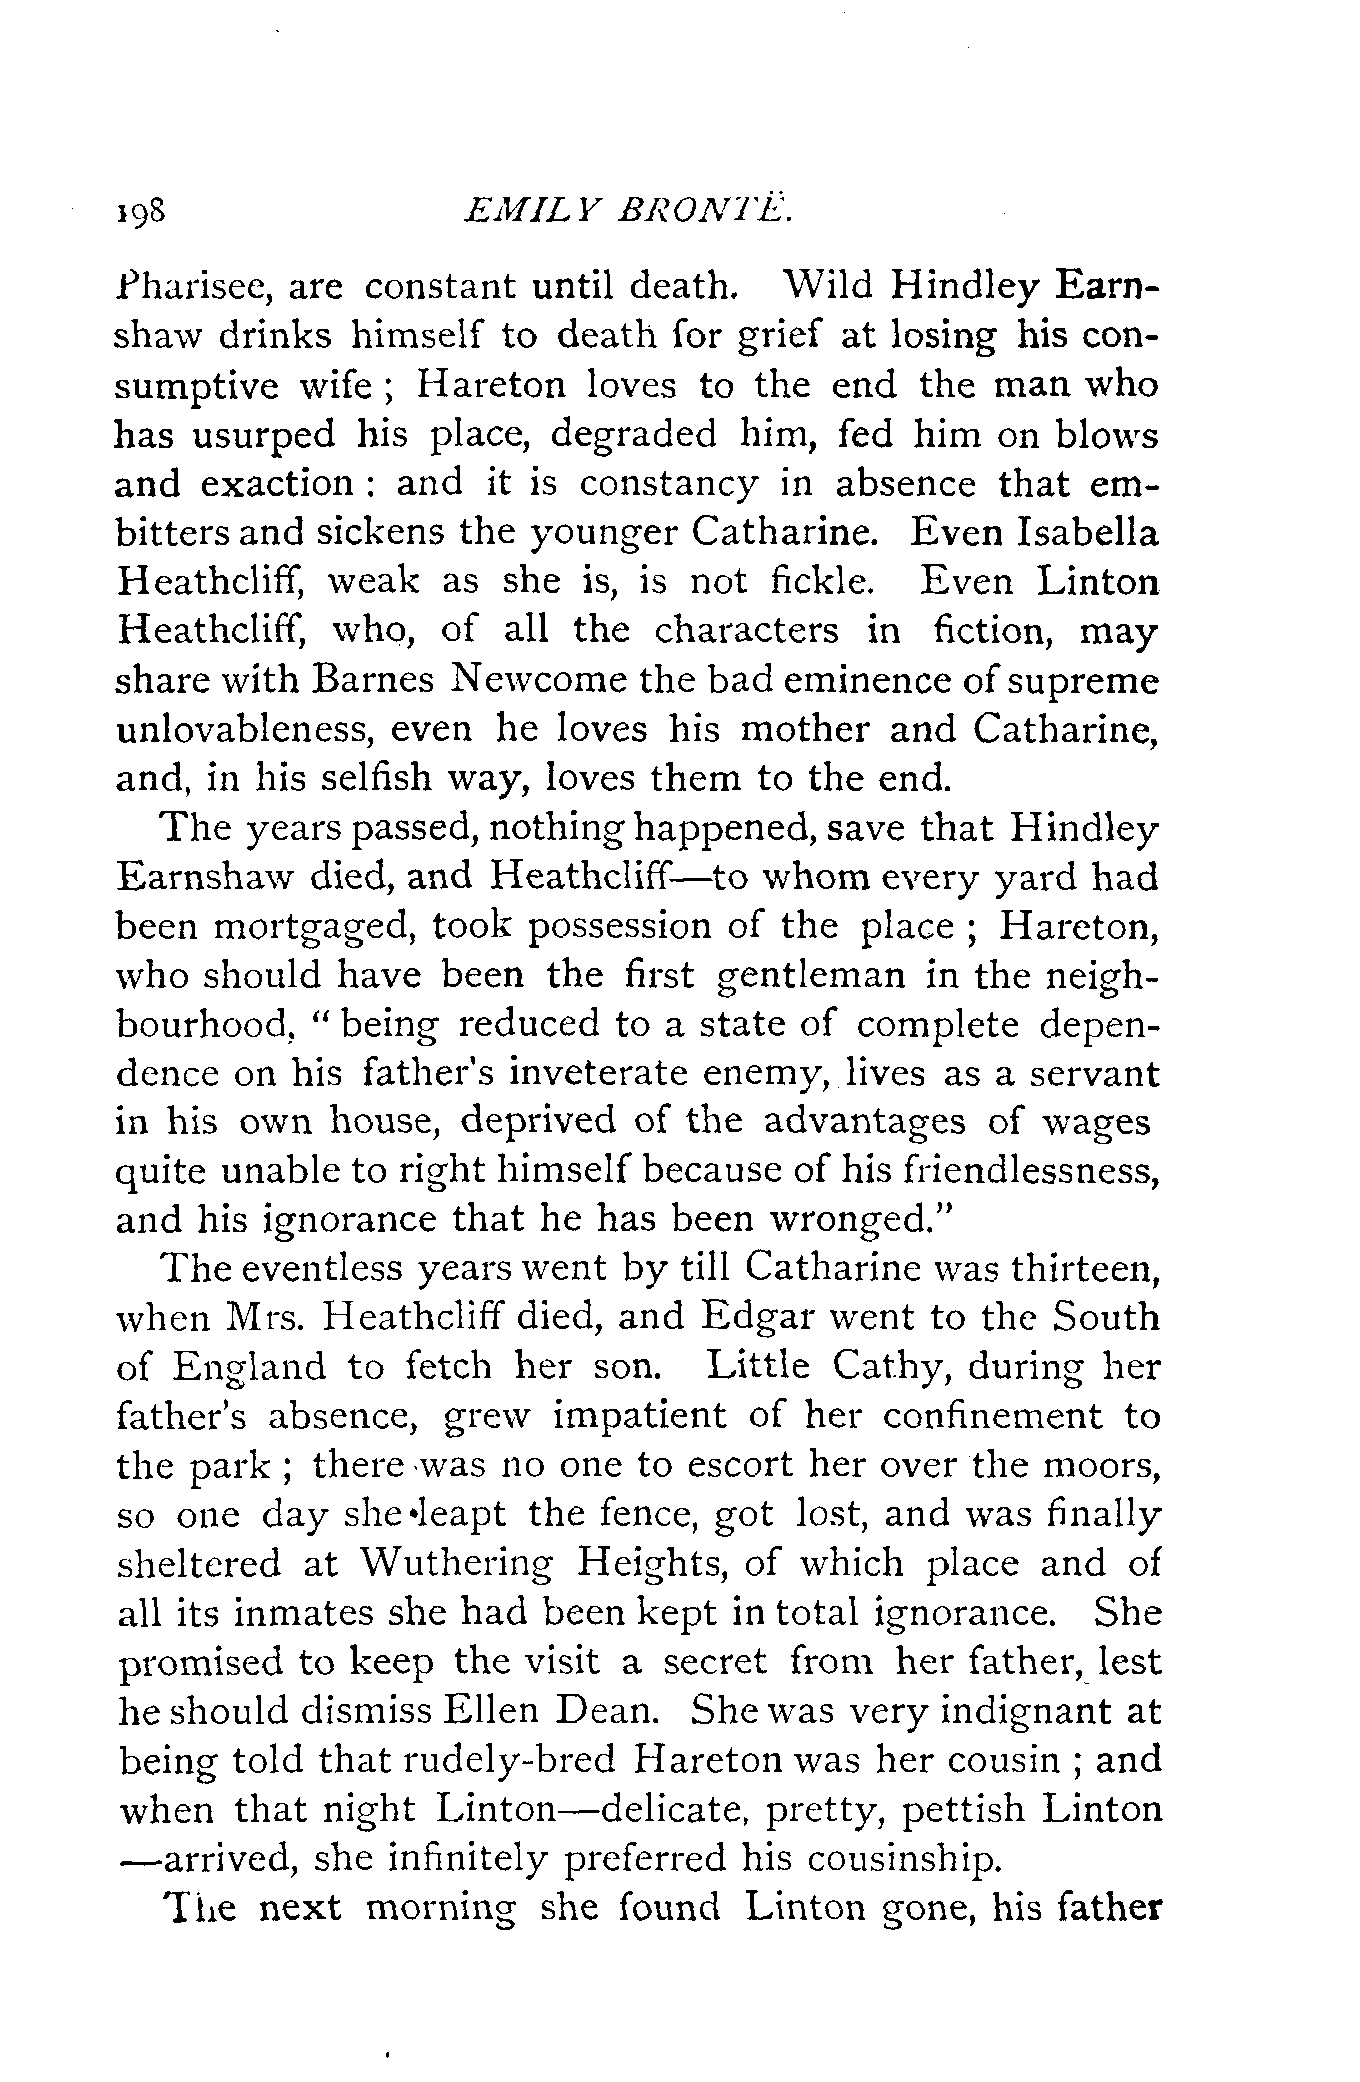 198 EMILY BRONTË.
Pharisee, are constant until death. Wild Hindley Earn-
shaw drinks himself to death for grief at losing his con-
sumptive wife ; Hareton loves to the end the man who
has usurped his place, degraded him, fed him on blows
and exaction : and it is constancy in absence that em-
bitters and sickens the younger Catharine. Even Isabella
Heathcliff, weak as she is, is not fickle. Even Linton
Heathcliff, who, of all the characters in fiction, may
share with Barnes Newcome the bad eminence of supreme
unlovableness, even he loves his mother and Catharine,
and, in his selfish way, loves them to the end.
The years passed, nothing happened, save that Hindley
Earnshaw died, and Heathcliff—to whom every yard had
been mortgaged, took possession of the place ; Hareton,
who should have been the first gentleman in the neigh-
bourhood, “ being reduced to a state of complete depen-
dence on his father's inveterate enemy, lives as a servant
in his own house, deprived of the advantages of wages
quite unable to right himself because of his friendlessness,
and his ignorance that he has been wronged.”
The eventless years went by till Catharine was thirteen,
when Mrs. Heathcliff died, and Edgar went to the South
of England to fetch her son. Little Cathy, during her
father's absence, grew impatient of her confinement to
the park ; there was no one to escort her over the moors,
so one day she leapt the fence, got lost, and was finally
sheltered at Wuthering Heights, of which place and of
all its inmates she had been kept in total ignorance. She
promised to keep the visit a secret from her father, lest
he should dismiss Ellen Dean. She was very indignant at
being told that rudely-bred Hareton was her cousin ; and
when that night Linton—delicate, pretty, pettish Linton
—arrived, she infinitely preferred his cousinship.
The next morning she found Linton gone, his father